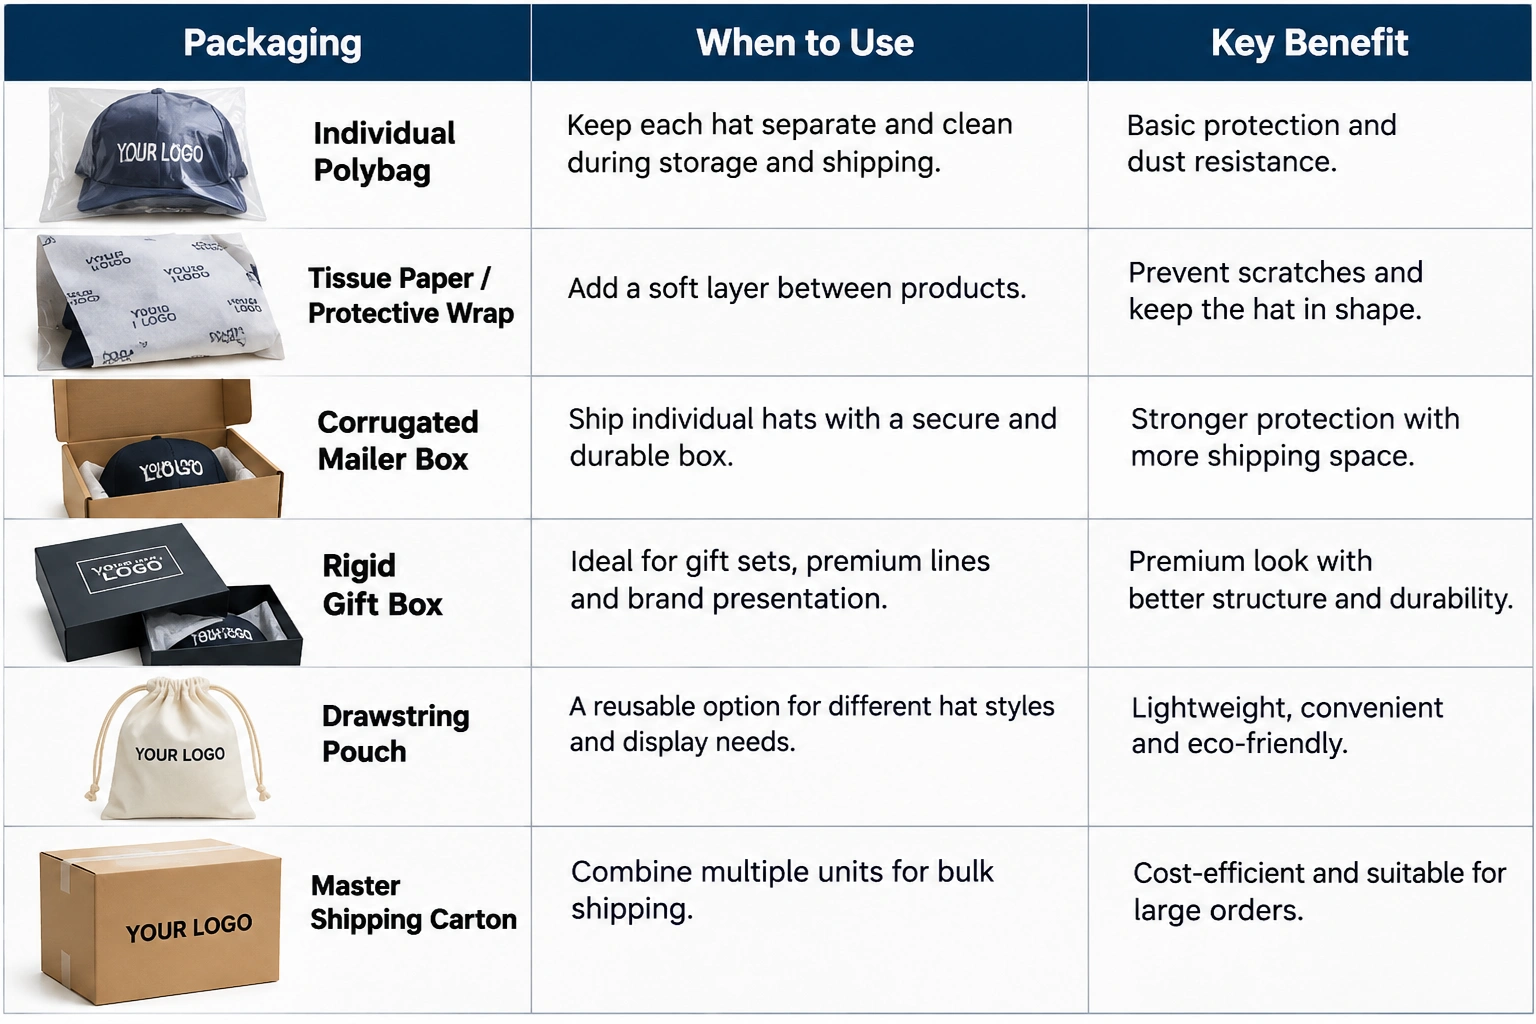 Packaging
When to Use
Key Benefit
YOUR LOGO
Individual
Polybag
Keep each hat separate and clean
during storage and shipping.
Basic protection and
dust resistance.
Tissue Paper /
Protective Wrap
Add a soft layer between products.
Prevent scratches and
keep the hat in shape.
LOGO
Corrugated
Mailer Box
Ship individual hats with a secure and
durable box.
Stronger protection with
more shipping space.
LOGO
Rigid
Gift Box
Ideal for gift sets, premium lines
and brand presentation.
Premium look with
better structure and durability.
YOUR LOGO
Drawstring
Pouch
A reusable option for different hat styles
and display needs.
Lightweight, convenient
and eco-friendly.
YOUR LOGO
Master
Shipping Carton
Combine multiple units for bulk
shipping.
Cost-efficient and suitable for
large orders.